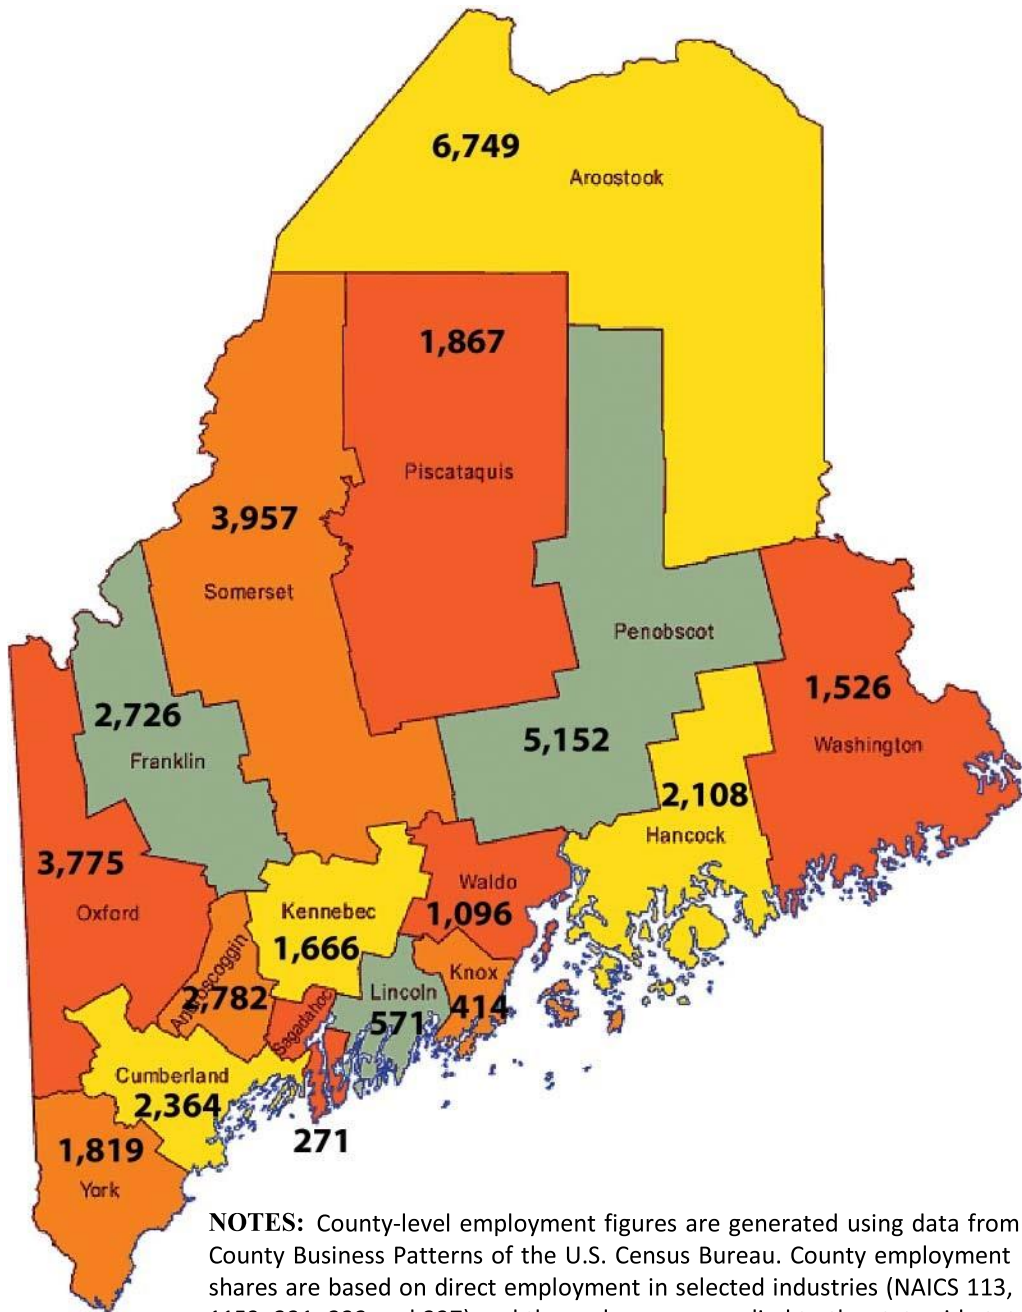 6,749
Aroostook
1,867
Piscataquis
3,957
Somerset
Penobscot
5,152
1,526
Washington
2,726
Franklin
2,108
Hancock
3,775
Oxford
Waldo
1,096
Kennebec
1,666
Knox
414
Lincoln
571
Androscoggin
2,782
Sagadahoc
271
Cumberland
2,364
1,819
York
NOTES: County-level employment figures are generated using data from
County Business Patterns of the U.S. Census Bureau. County employment
shares are based on direct employment in selected industries (NAICS 113,